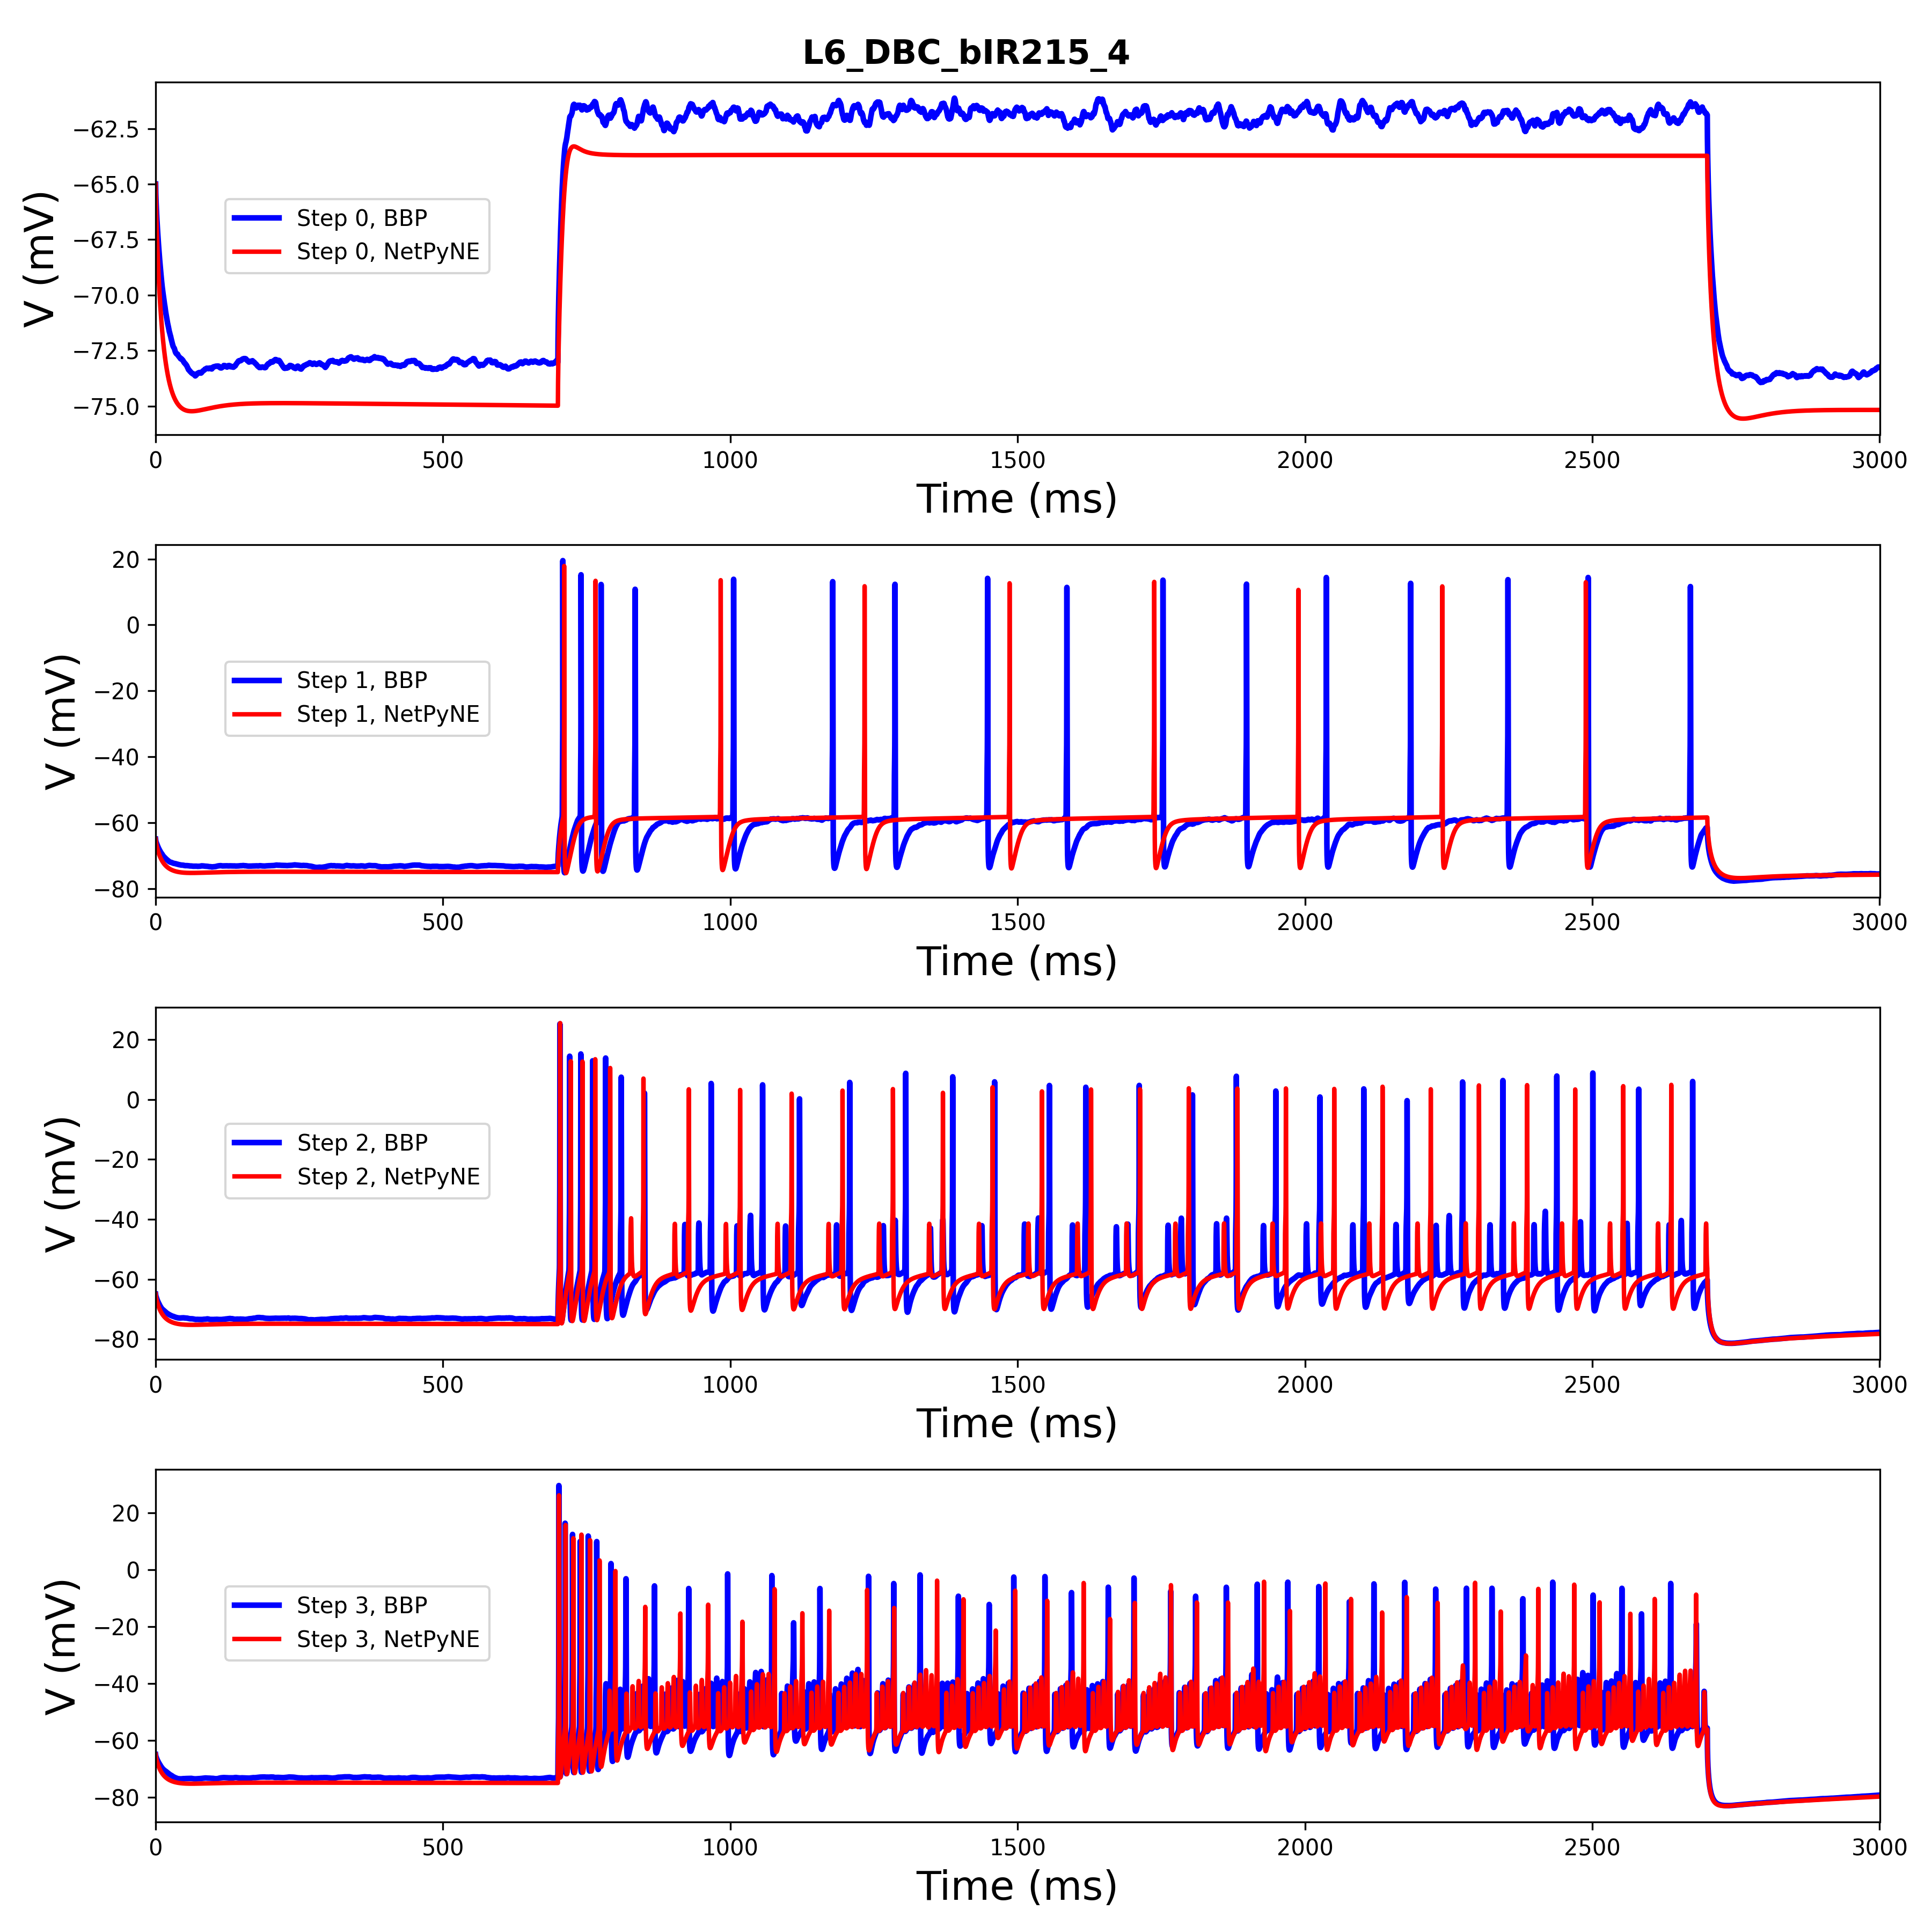 L6_DBC_bIR215_4
−62.5
−65.0
−67.5
−70.0
−72.5
−75.0
V (mV)
Step 0, BBP
Step 0, NetPyNE
0 500 1000 1500 2000 2500 3000
Time (ms)
20
0
−20
−40
−60
−80
V (mV)
Step 1, BBP
Step 1, NetPyNE
0 500 1000 1500 2000 2500 3000
Time (ms)
20
0
−20
−40
−60
−80
V (mV)
Step 2, BBP
Step 2, NetPyNE
0 500 1000 1500 2000 2500 3000
Time (ms)
20
0
−20
−40
−60
−80
V (mV)
Step 3, BBP
Step 3, NetPyNE
0 500 1000 1500 2000 2500 3000
Time (ms)